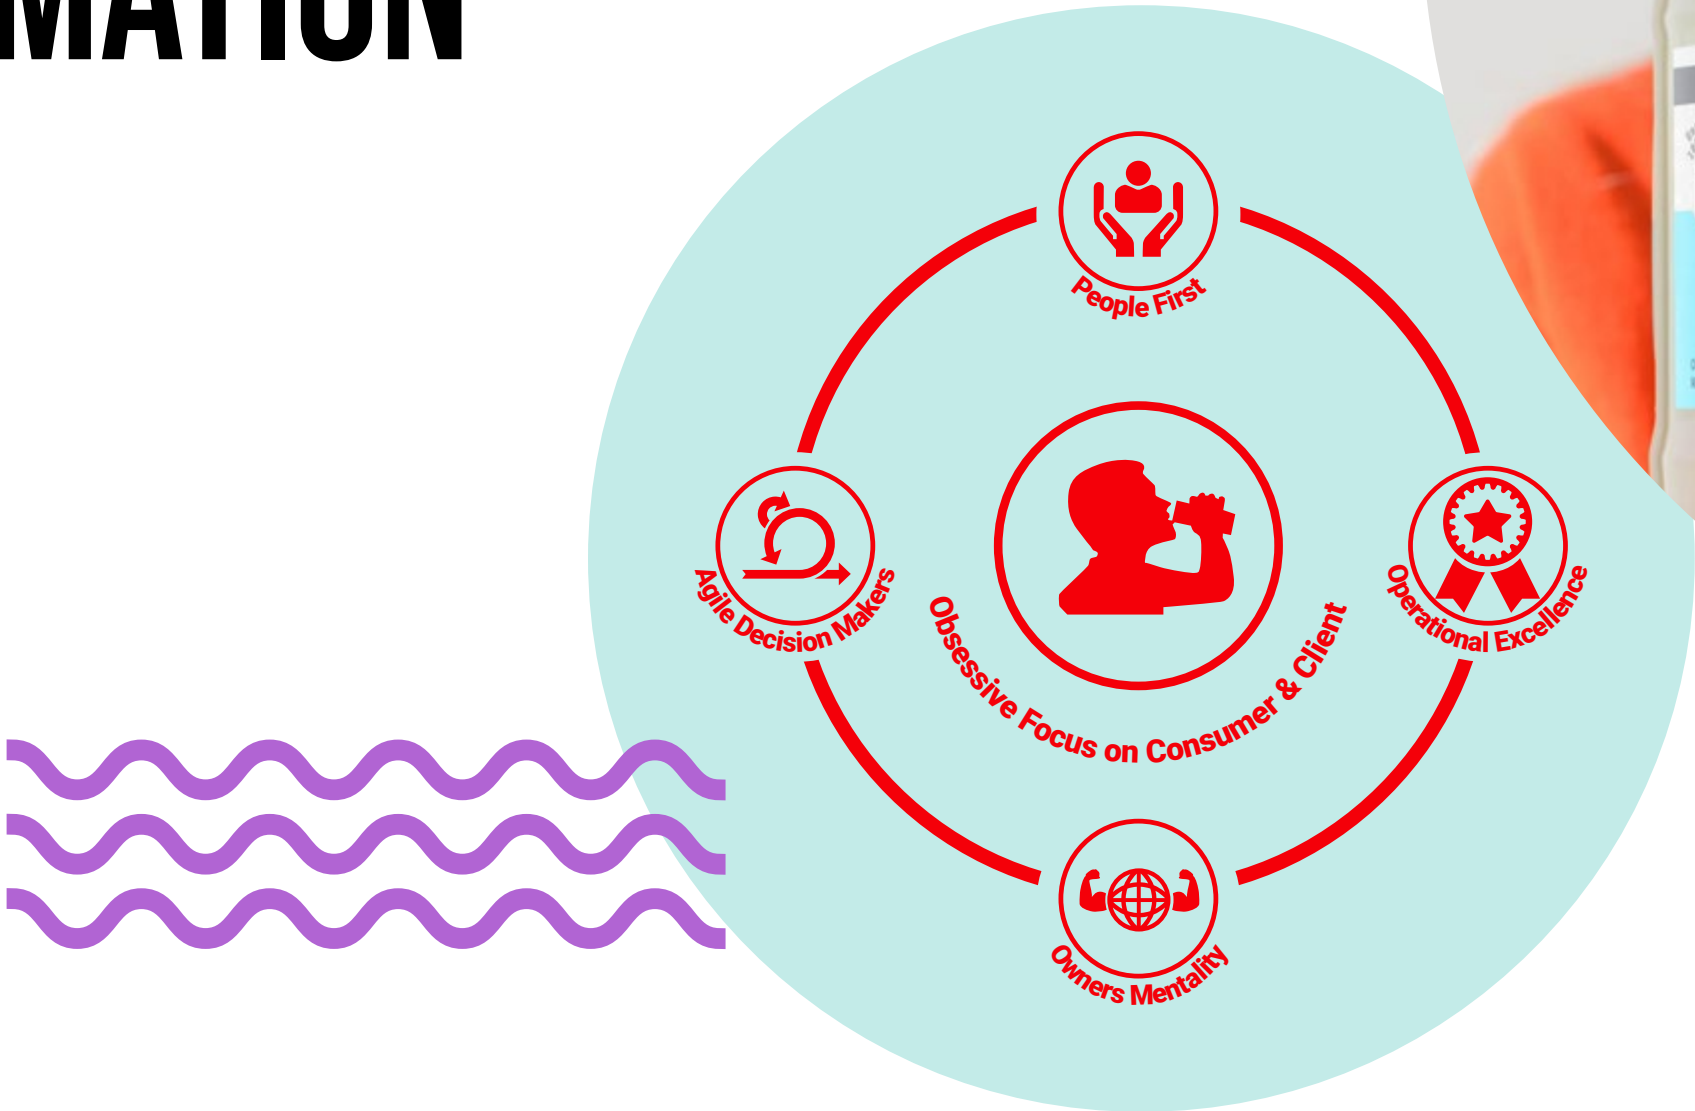 MATION
People First
Agile Decision Makers
Operational Excellence
Obsessive Focus on Consumer & Client
Owners Mentality